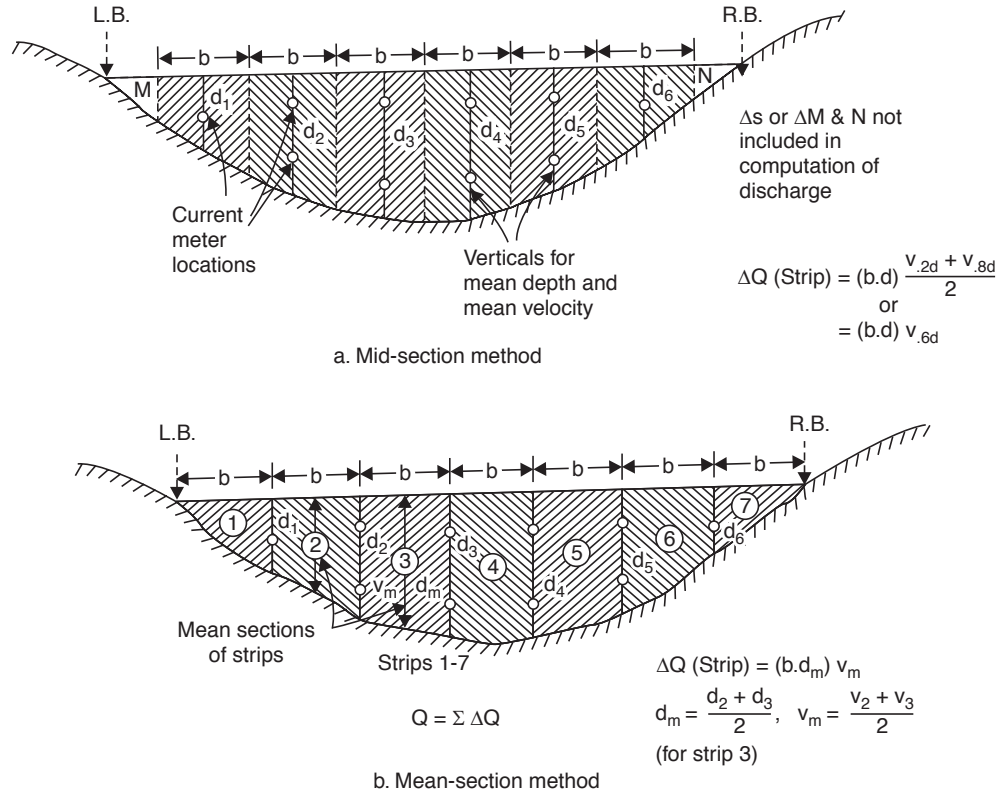 L.B.
R.B.
b b b b b b
M N
d₁ d₂ d₃ d₄ d₅ d₆
Δs or ΔM & N not
included in
computation of
discharge
Current
meter
locations
Verticals for
mean depth and
mean velocity
ΔQ (Strip) = (b.d) (v.2d + v.8d)/2
or
= (b.d) v.6d
a. Mid-section method
L.B.
R.B.
b b b b b b b
1 2 3 4 5 6 7
d₁ d₂ d₃ d₄ d₅ d₆
vₘ dₘ
Mean sections
of strips
Strips 1-7
Q = Σ ΔQ
ΔQ (Strip) = (b.dₘ) vₘ
dₘ = (d₂ + d₃)/2, vₘ = (v₂ + v₃)/2
(for strip 3)
b. Mean-section method